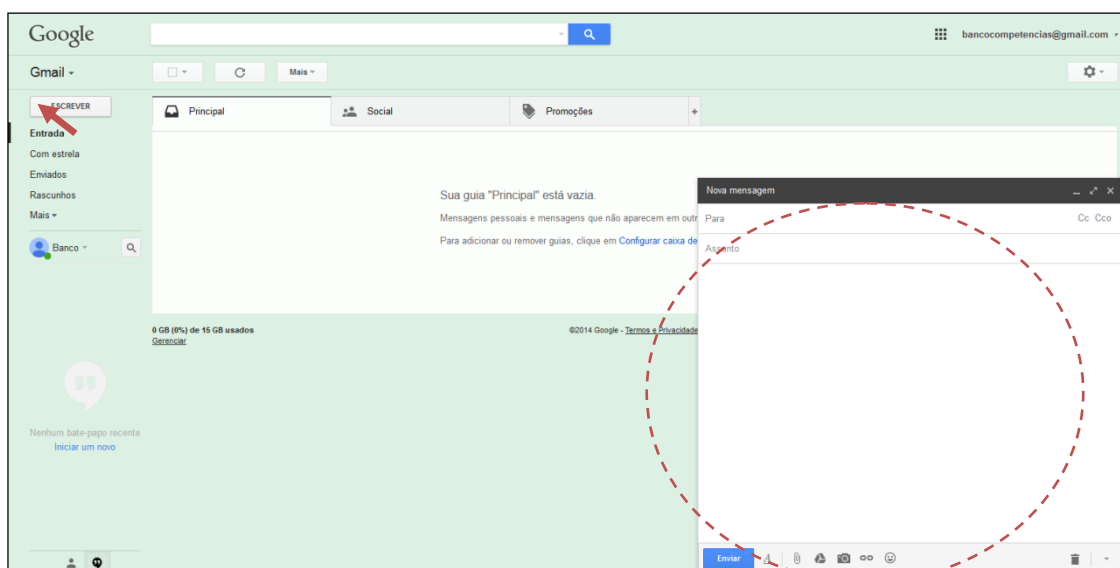 Google
bancocompetencias@gmail.com
Gmail
Mais
ESCREVER
Principal
Social
Promoções
+
Entrada
Com estrela
Enviados
Rascunhos
Mais
Banco
Sua guia "Principal" está vazia.
Mensagens pessoais e mensagens que não aparecem em outr
Para adicionar ou remover guias, clique em Configurar caixa de
0 GB (0%) de 15 GB usados
Gerenciar
©2014 Google - Termos e Privacidade
Nenhum bate-papo recente
Iniciar um novo
Nova mensagem
Para
Cc Cco
Assunto
Enviar
A